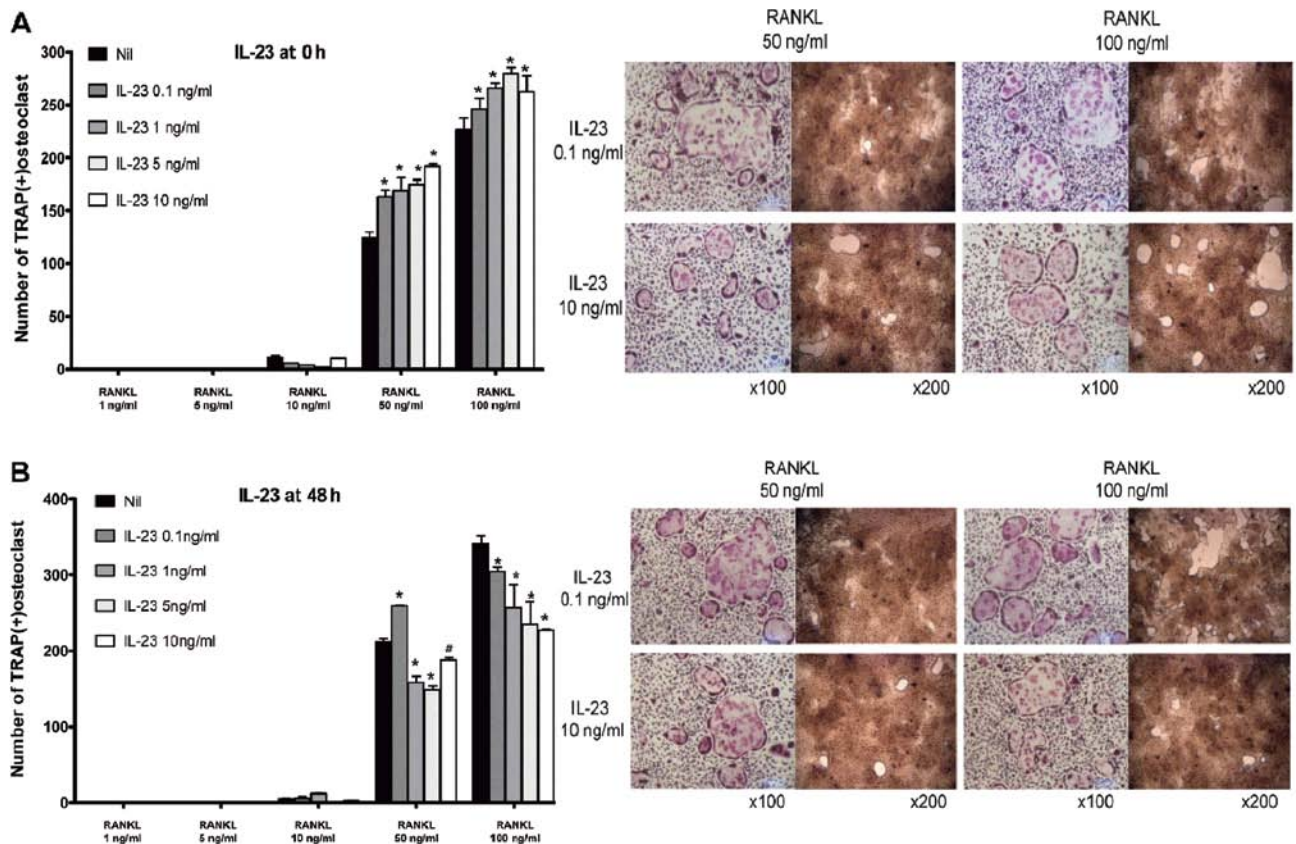 A
IL-23 at 0 h
Number of TRAP(+)osteoclast
300
250
200
150
100
50
0
Nil
IL-23 0.1 ng/ml
IL-23 1 ng/ml
IL-23 5 ng/ml
IL-23 10 ng/ml
* * * *
* * * *
RANKL
1 ng/ml
RANKL
5 ng/ml
RANKL
10 ng/ml
RANKL
50 ng/ml
RANKL
100 ng/ml
RANKL
50 ng/ml
RANKL
100 ng/ml
IL-23
0.1 ng/ml
IL-23
10 ng/ml
x100
x200
x100
x200
B
IL-23 at 48 h
Number of TRAP(+)osteoclast
400
300
200
100
0
Nil
IL-23 0.1ng/ml
IL-23 1ng/ml
IL-23 5ng/ml
IL-23 10ng/ml
* * * #
* * * *
RANKL
1 ng/ml
RANKL
5 ng/ml
RANKL
10 ng/ml
RANKL
50 ng/ml
RANKL
100 ng/ml
RANKL
50 ng/ml
RANKL
100 ng/ml
IL-23
0.1 ng/ml
IL-23
10 ng/ml
x100
x200
x100
x200